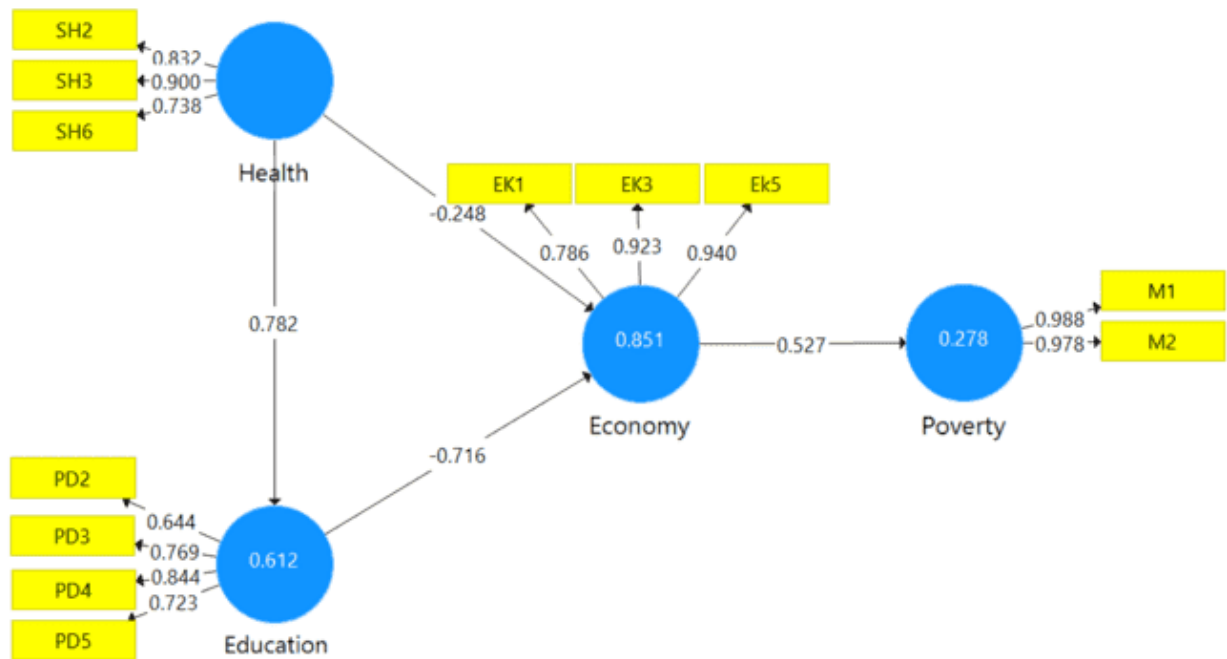 SH2
0.832
SH3
0.900
SH6
0.738
Health
EK1
EK3
Ek5
-0.248
0.786
0.923
0.940
0.782
M1
0.988
0.851
0.527
0.278
0.978
M2
Economy
Poverty
-0.716
PD2
0.644
PD3
0.769
0.612
PD4
0.844
0.723
PD5
Education